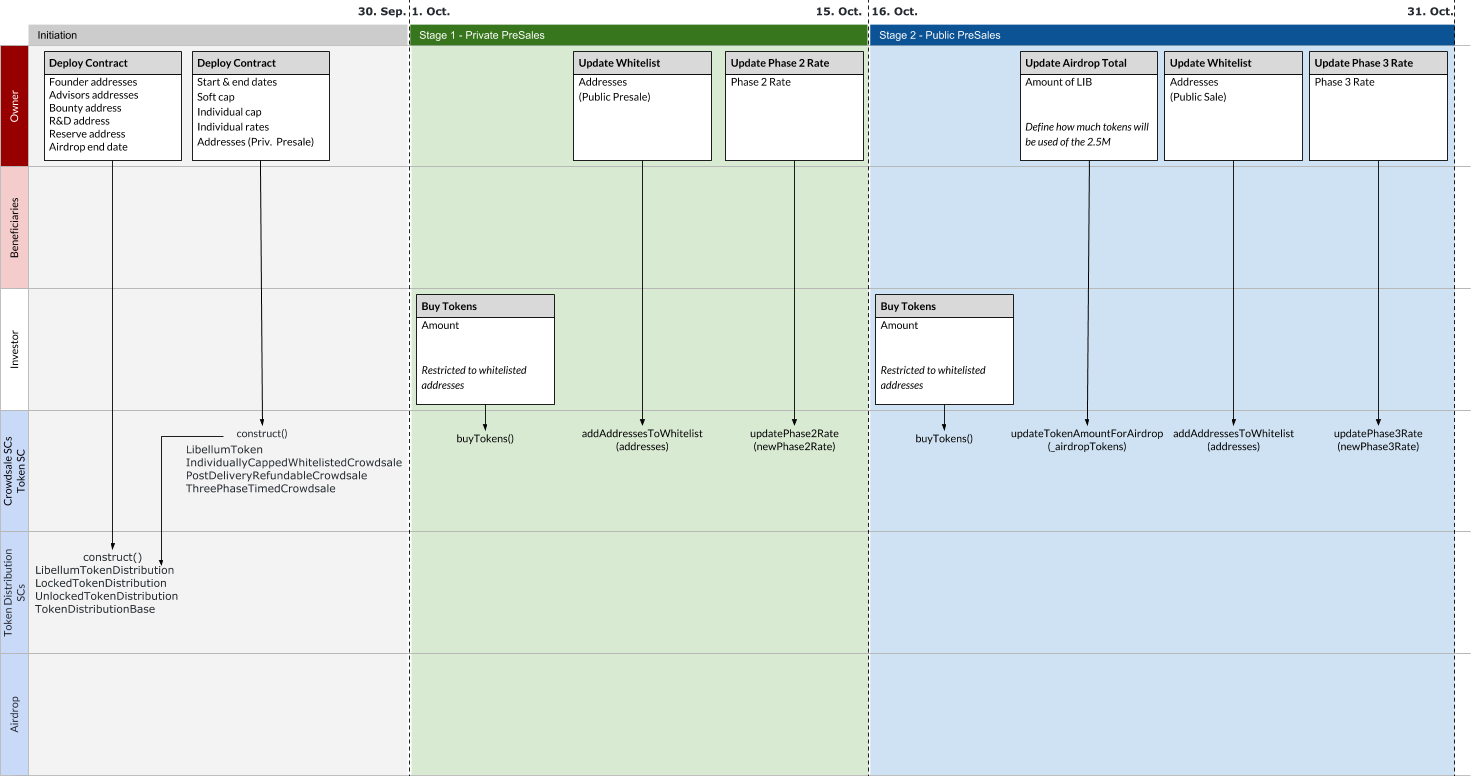 30. Sep.
1. Oct.
15. Oct.
16. Oct.
31. Oct.
Initiation
Stage 1 - Private PreSales
Stage 2 - Public PreSales
Owner
Deploy Contract
Founder addresses
Advisors addresses
Bounty address
R&D address
Reserve address
Airdrop end date
Deploy Contract
Start & end dates
Soft cap
Individual cap
Individual rates
Addresses (Priv. Presale)
Update Whitelist
Addresses
(Public Presale)
Update Phase 2 Rate
Phase 2 Rate
Update Airdrop Total
Amount of LIB
Define how much tokens will
be used of the 2.5M
Update Whitelist
Addresses
(Public Sale)
Update Phase 3 Rate
Phase 3 Rate
Beneficiaries
Investor
Buy Tokens
Amount
Restricted to whitelisted
addresses
Buy Tokens
Amount
Restricted to whitelisted
addresses
Crowdsale SCs
Token SC
construct()
LibellumToken
IndividuallyCappedWhitelistedCrowdsale
PostDeliveryRefundableCrowdsale
ThreePhaseTimedCrowdsale
buyTokens()
addAddressesToWhitelist
(addresses)
updatePhase2Rate
(newPhase2Rate)
buyTokens()
updateTokenAmountForAirdrop
(_airdropTokens)
addAddressesToWhitelist
(addresses)
updatePhase3Rate
(newPhase3Rate)
Token Distribution
SCs
construct()
LibellumTokenDistribution
LockedTokenDistribution
UnlockedTokenDistribution
TokenDistributionBase
Airdrop